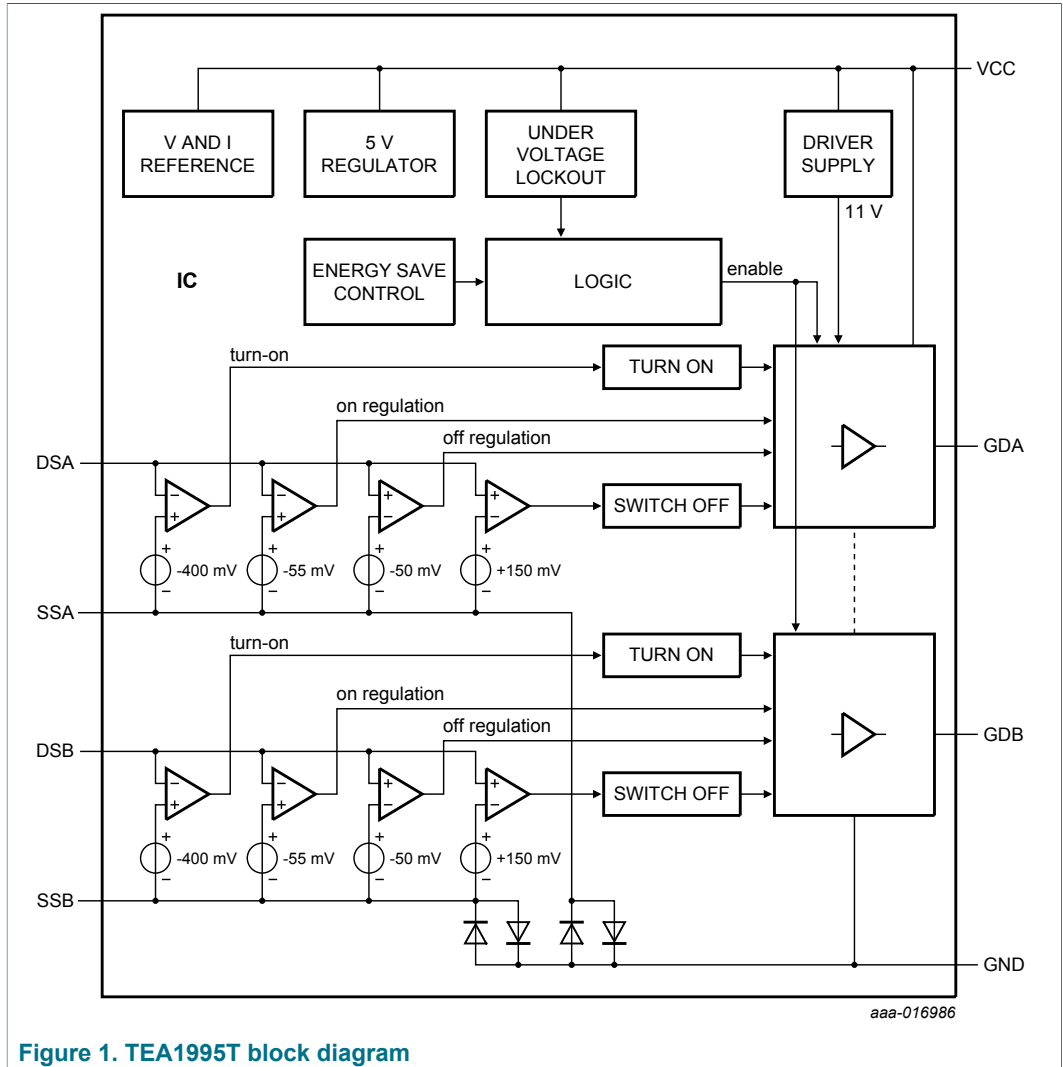 VCC
V AND I
REFERENCE
5 V
REGULATOR
UNDER
VOLTAGE
LOCKOUT
DRIVER
SUPPLY
11 V
IC
ENERGY SAVE
CONTROL
LOGIC
enable
turn-on
TURN ON
on regulation
off regulation
DSA
GDA
SWITCH OFF
- + - + + - + -
+ -400 mV + -55 mV + -50 mV + +150 mV
- - - -
SSA
turn-on
TURN ON
on regulation
off regulation
DSB
GDB
SWITCH OFF
- + - + + - + -
+ -400 mV + -55 mV + -50 mV + +150 mV
- - - -
SSB
GND
aaa-016986
Figure 1. TEA1995T block diagram